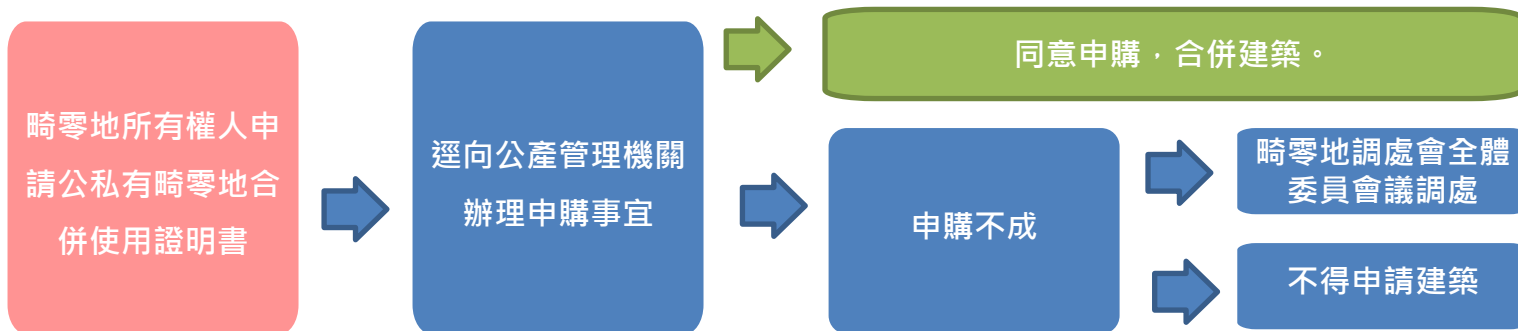 畸零地所有權人申
請公私有畸零地合
併使用證明書
逕向公產管理機關
辦理申購事宜
同意申購，合併建築。
申購不成
畸零地調處會全體
委員會議調處
不得申請建築